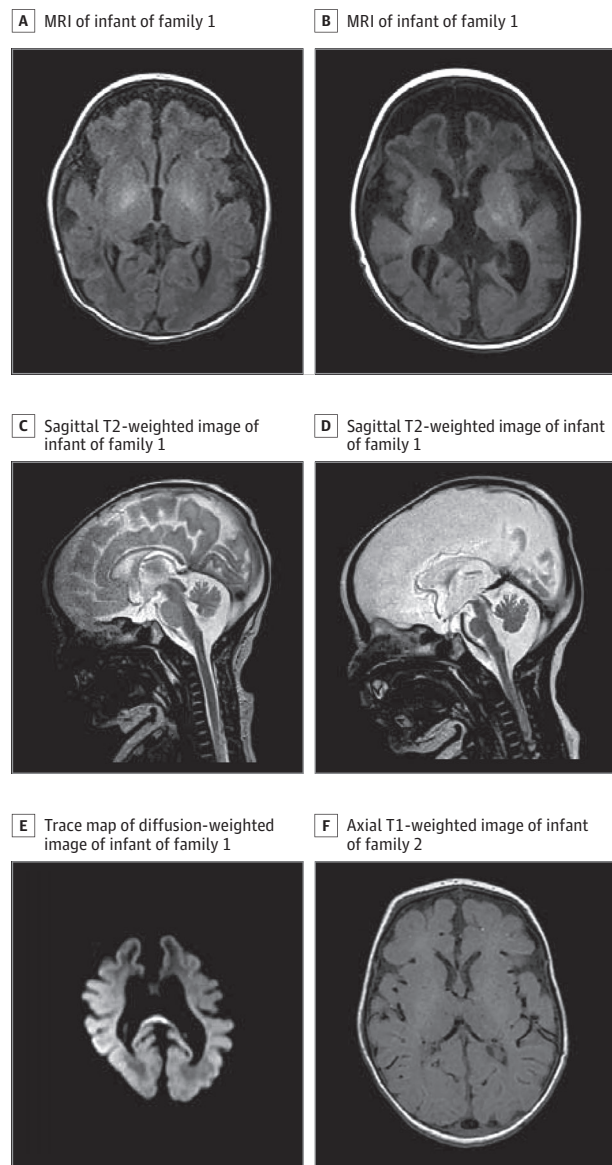 A MRI of infant of family 1
B MRI of infant of family 1
C Sagittal T2-weighted image of
infant of family 1
D Sagittal T2-weighted image of infant
of family 1
E Trace map of diffusion-weighted
image of infant of family 1
F Axial T1-weighted image of infant
of family 2